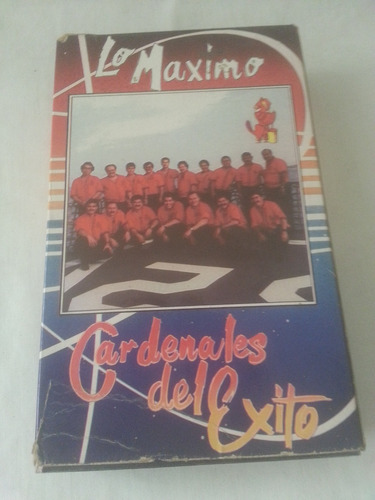 Lo Maximo
Cardenales
del Exito